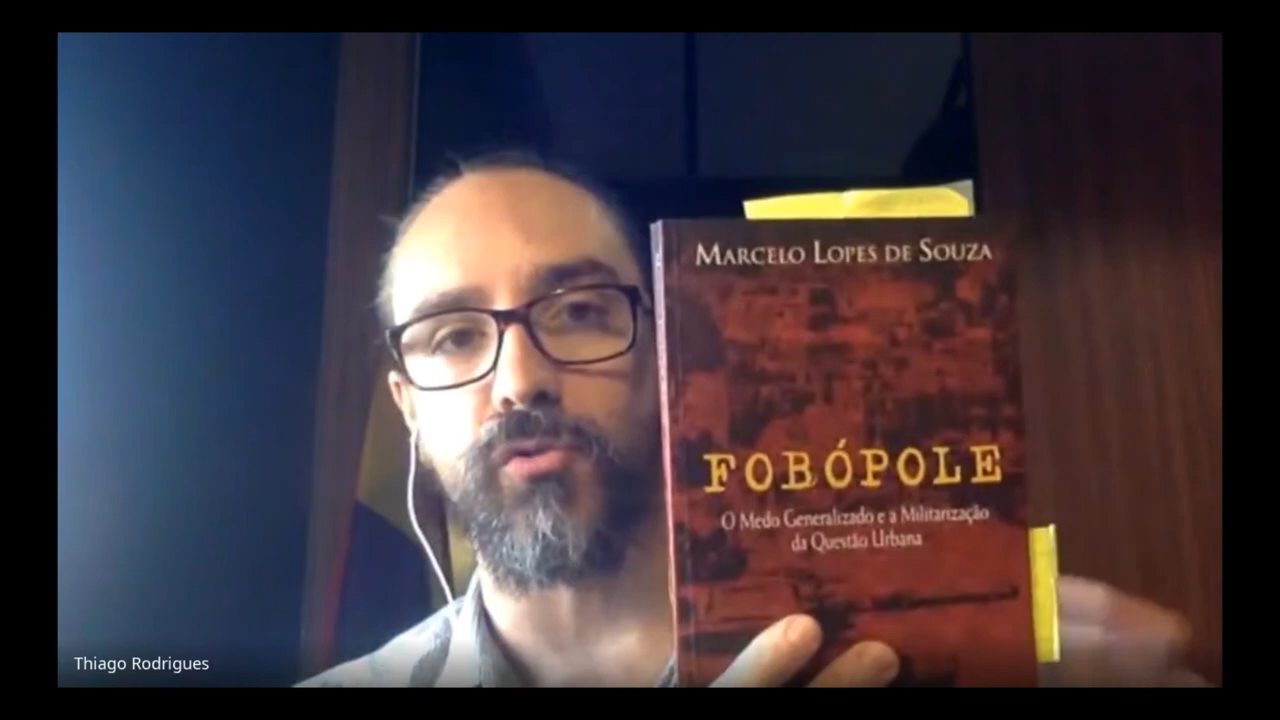 MARCELO LOPES DE SOUZA
FOBÓPOLE
O Medo Generalizado e a Militarização
da Questão Urbana
Thiago Rodrigues